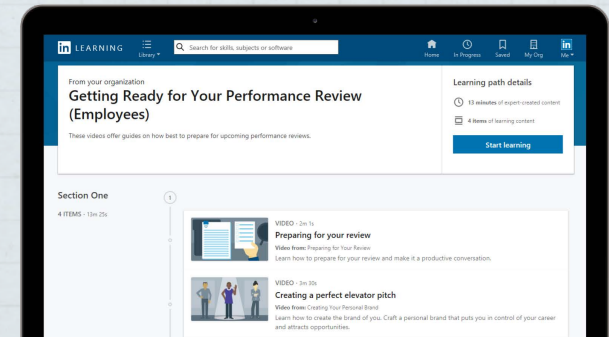 in LEARNING
Library
Search for skills, subjects or software
Home
In Progress
Saved
My Org
in
Me
From your organization
Getting Ready for Your Performance Review
(Employees)
These videos offer guides on how best to prepare for upcoming performance reviews.
Learning path details
13 minutes of expert-created content
4 items of learning content
Start learning
Section One
4 ITEMS - 13m 25s
1
VIDEO - 2m 1s
Preparing for your review
Video from: Preparing for Your Review
Learn how to prepare for your review and make it a productive conversation.
VIDEO - 2m 30s
Creating a perfect elevator pitch
Video from: Creating Your Personal Brand
Learn how to create the brand of you. Craft a personal brand that puts you in control of your career
and attracts opportunities.